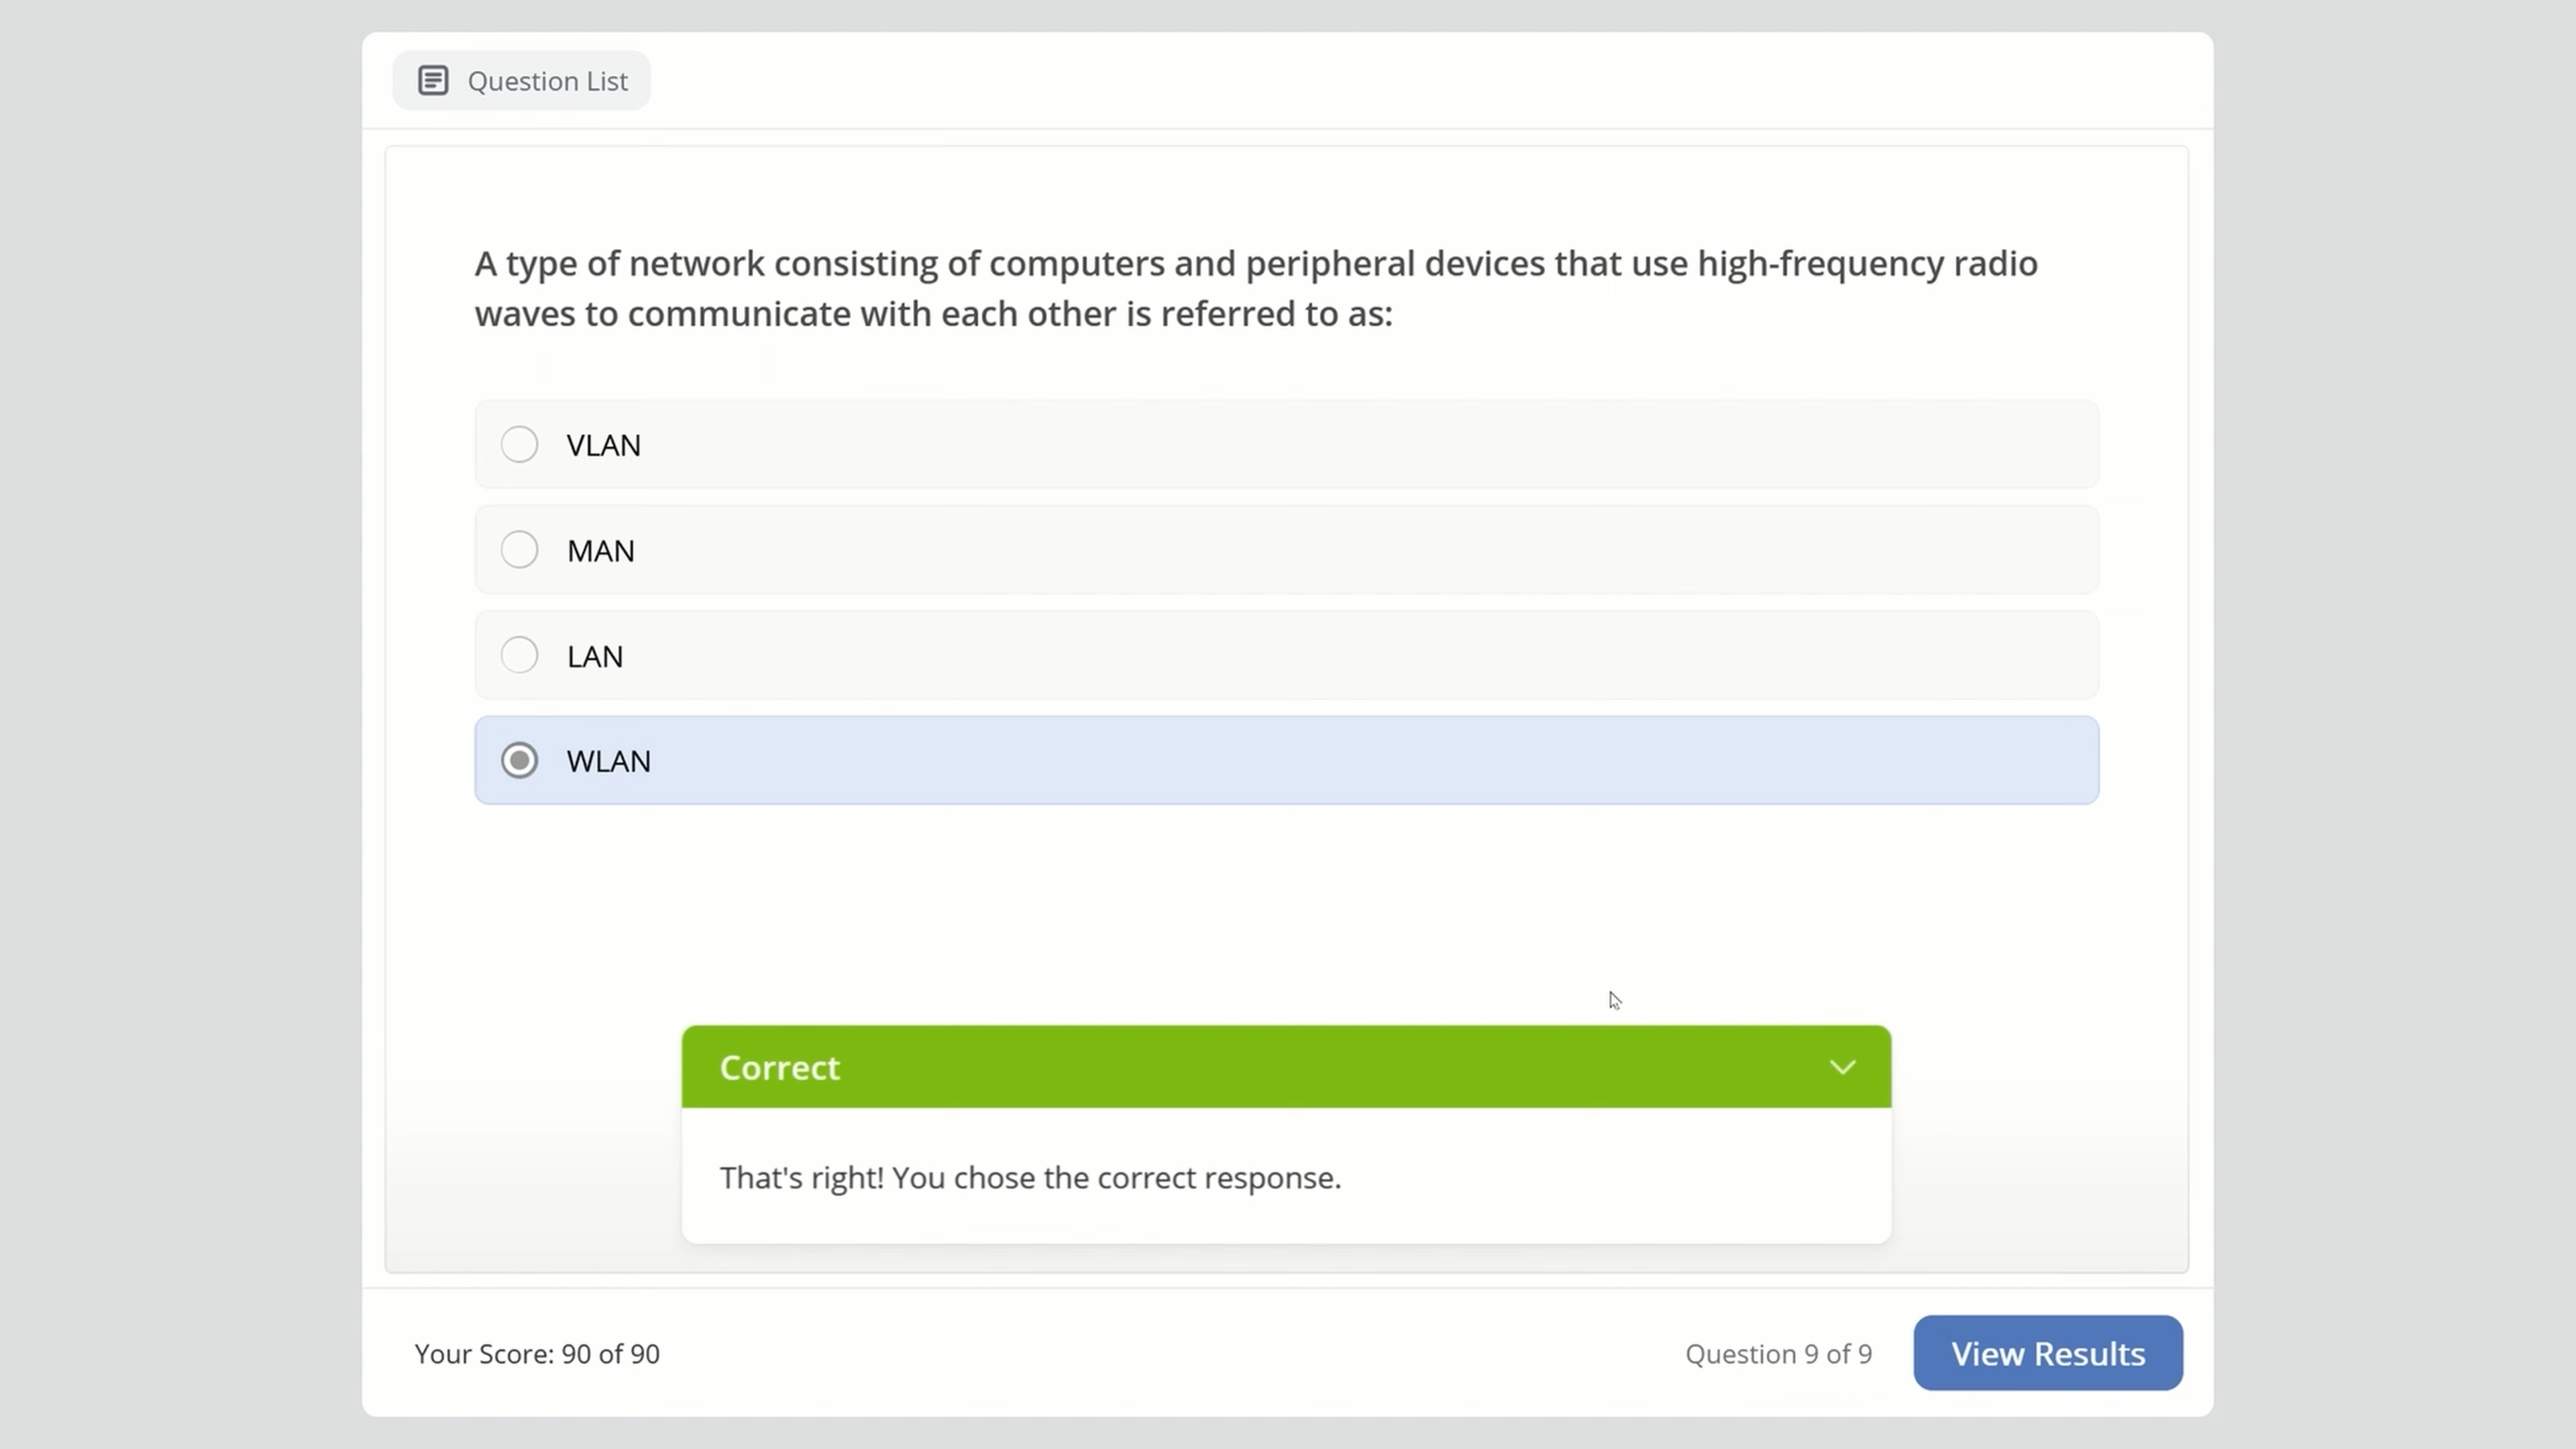 Question List
A type of network consisting of computers and peripheral devices that use high-frequency radio
waves to communicate with each other is referred to as:
VLAN
MAN
LAN
WLAN
Correct
That's right! You chose the correct response.
Your Score: 90 of 90
Question 9 of 9
View Results